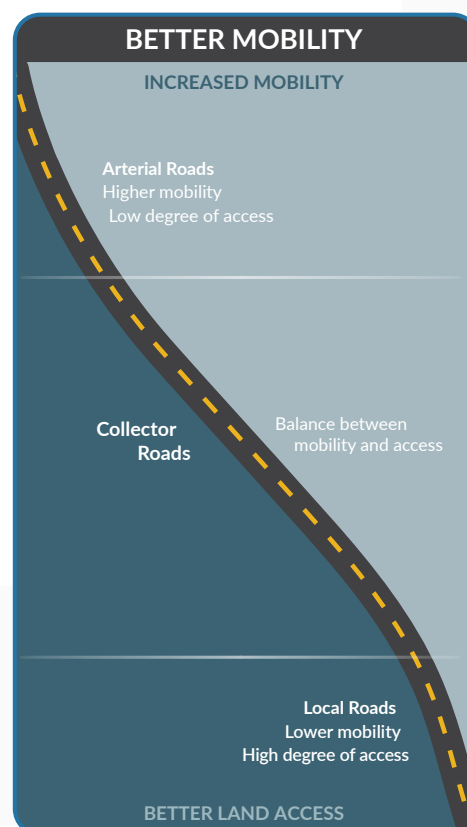 BETTER MOBILITY
INCREASED MOBILITY
Arterial Roads
Higher mobility
Low degree of access
Collector
Roads
Balance between
mobility and access
Local Roads
Lower mobility
High degree of access
BETTER LAND ACCESS